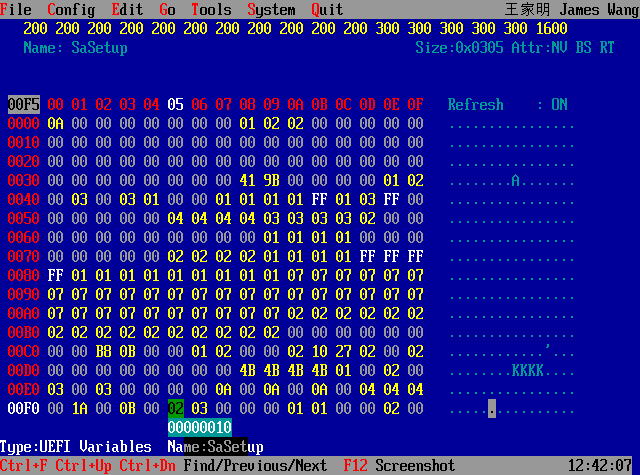 File Config Edit Go Tools System Quit 王家明 James Wang
200 200 200 200 200 200 200 200 300 300 300 300 300 300 300 1600
Name: SaSetup Size:0x0305 Attr:NV BS RT
00F5 00 01 02 03 04 05 06 07 08 09 0A 0B 0C 0D 0E 0F Refresh : ON
0000 0A 00 00 00 00 00 00 00 01 02 02 00 00 00 00 00 ................
0010 00 00 00 00 00 00 00 00 00 00 00 00 00 00 00 00 ................
0020 00 00 00 00 00 00 00 00 00 00 00 00 00 00 00 00 ................
0030 00 00 00 00 00 00 00 00 41 9B 00 00 00 00 01 02 ........A.......
0040 00 03 00 03 01 00 00 01 01 01 01 FF 01 03 FF 00 ................
0050 00 00 00 00 00 04 04 04 04 03 03 03 03 02 00 00 ................
0060 00 00 00 00 00 00 00 00 00 01 01 01 01 00 00 00 ................
0070 00 00 00 00 00 02 02 02 02 01 01 01 01 FF FF FF ................
0080 FF 01 01 01 01 01 01 01 01 01 07 07 07 07 07 07 ................
0090 07 07 07 07 07 07 07 07 07 07 07 07 07 07 07 07 ................
00A0 07 07 07 07 07 07 07 07 07 07 02 02 02 02 02 02 ................
00B0 02 02 02 02 02 02 02 02 02 02 00 00 00 00 00 00 ................
00C0 00 00 B8 0B 00 00 01 02 00 00 02 10 27 02 00 02 ............'...
00D0 00 00 00 00 00 00 00 00 4B 4B 4B 4B 01 00 02 00 ........KKKK....
00E0 03 00 03 00 00 00 00 0A 00 0A 00 0A 00 04 04 04 ................
00F0 00 1A 00 0B 00 02 03 00 00 00 01 01 00 00 02 00 ................
00000010
Type:UEFI Variables Name:SaSetup
Ctrl+F Ctrl+Up Ctrl+Dn Find/Previous/Next F12 Screenshot 12:42:07